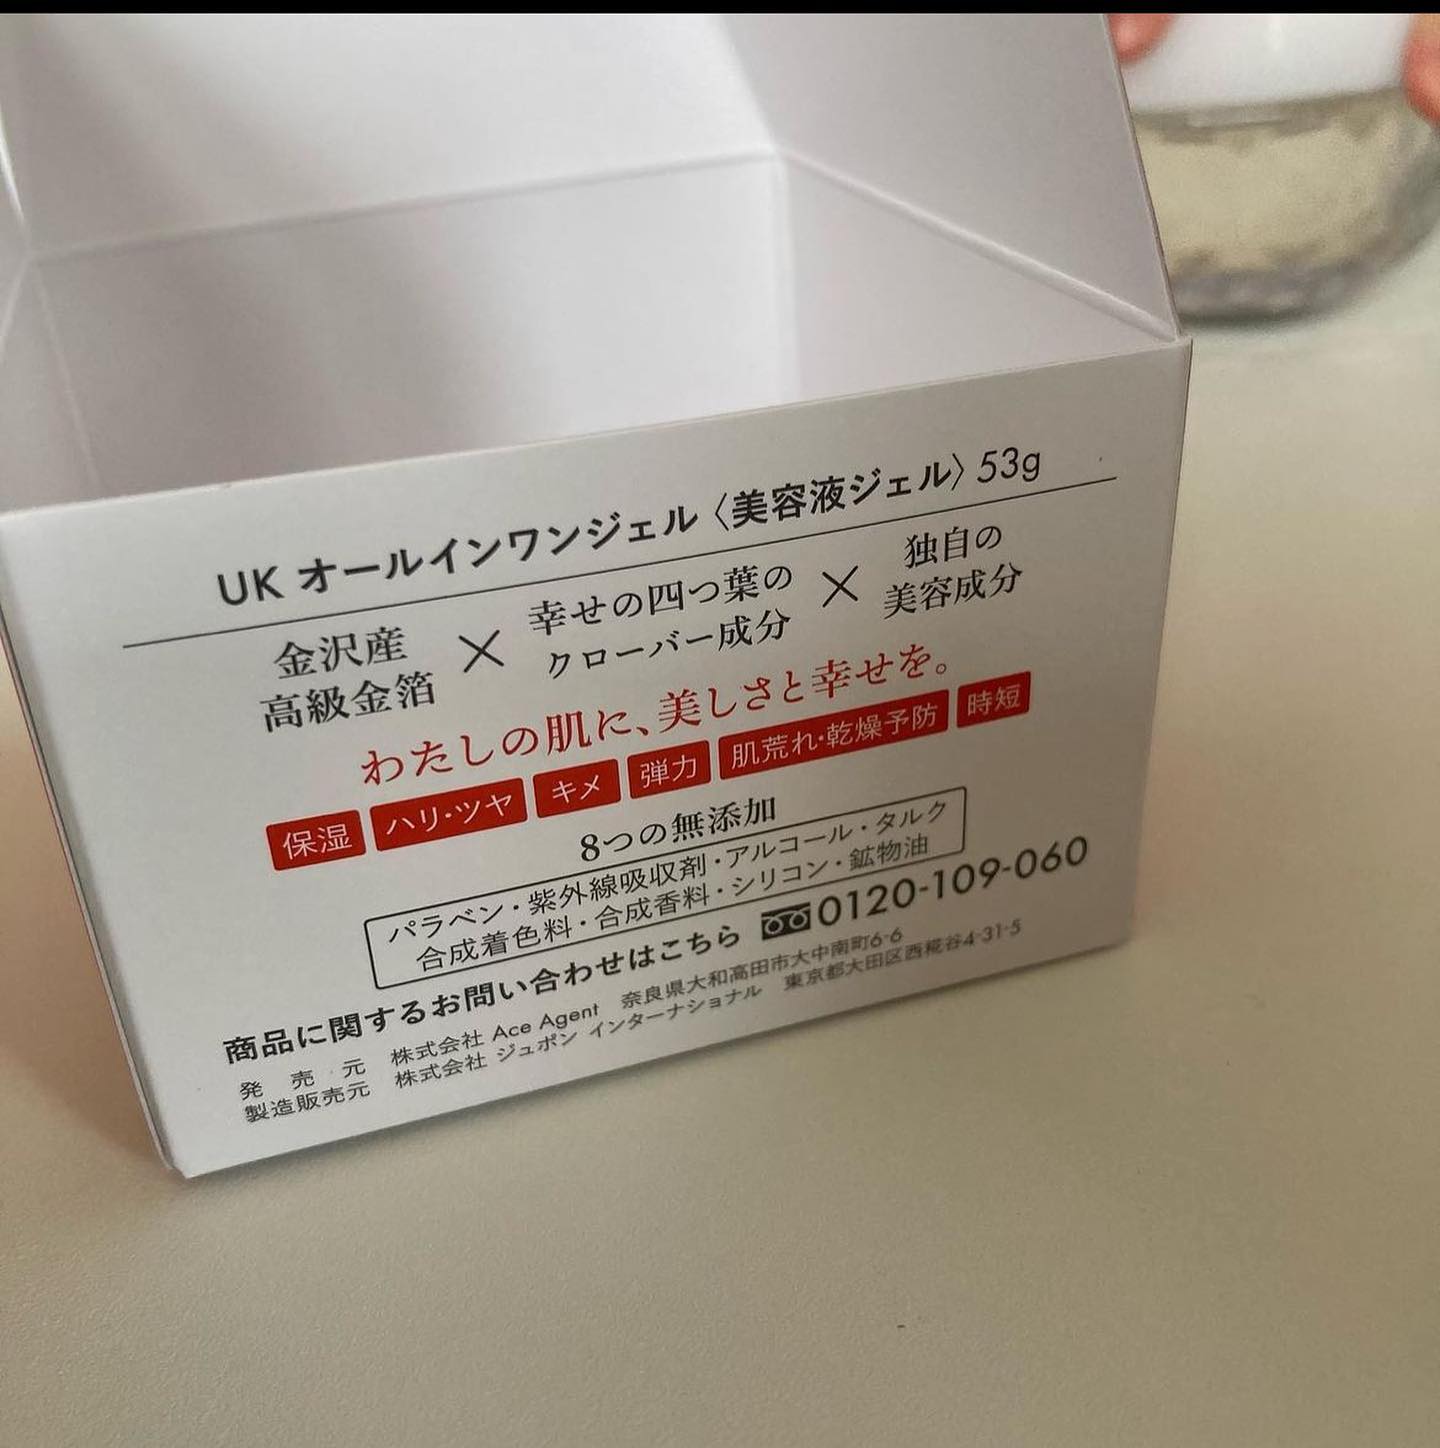 UK オールインワンジェル〈美容液ジェル〉53g
金沢産
高級金箔
×
幸せの四つ葉の
クローバー成分
×
独自の
美容成分
わたしの肌に、美しさと幸せを。
保湿 ハリ・ツヤ キメ 弾力 肌荒れ・乾燥予防 時短
8つの無添加
パラベン・紫外線吸収剤・アルコール・タルク
合成着色料・合成香料・シリコン・鉱物油
商品に関するお問い合わせはこちら 0120-109-060
発売元 株式会社 Ace Agent 奈良県大和高田市大中南町6-6
製造販売元 株式会社 ジュポン インターナショナル 東京都大田区西糀谷4-31-5